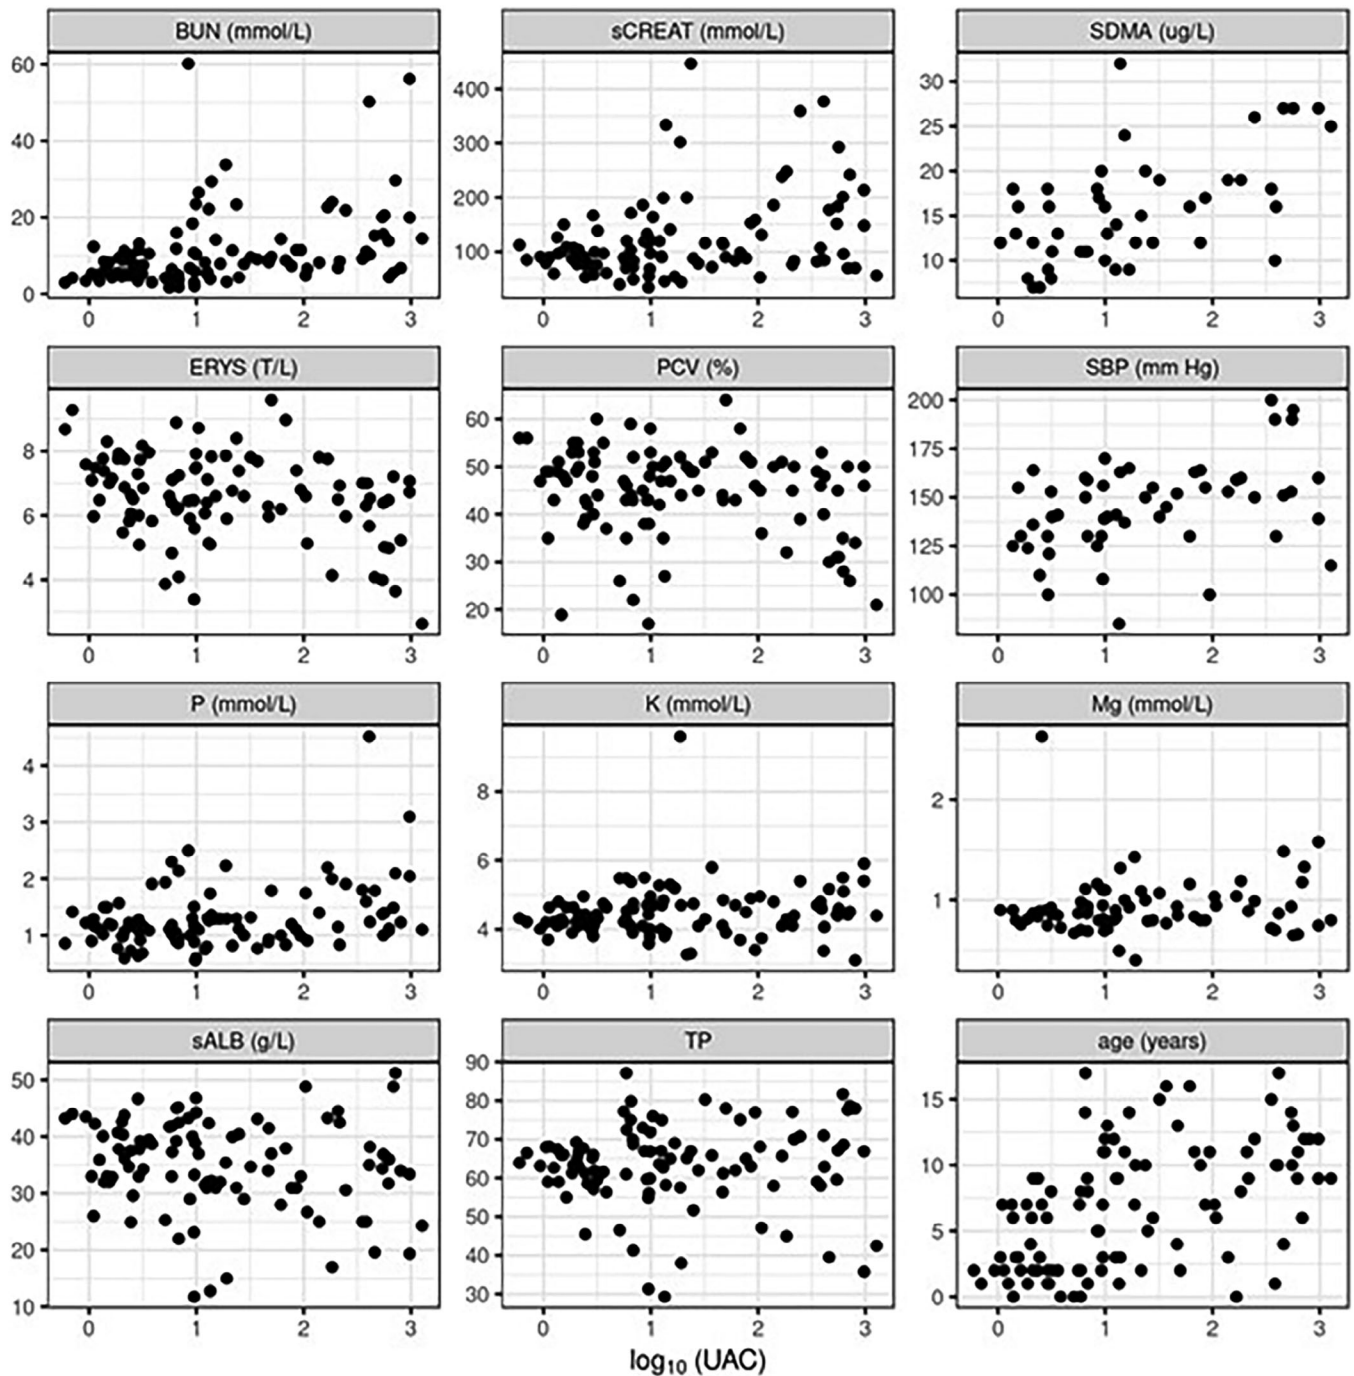 BUN (mmol/L)
sCREAT (mmol/L)
SDMA (ug/L)
60
40
20
0
0 1 2 3
400
300
200
100
0 1 2 3
30
25
20
15
10
0 1 2 3
ERYS (T/L)
PCV (%)
SBP (mm Hg)
8
6
4
0 1 2 3
60
50
40
30
20
0 1 2 3
200
175
150
125
100
0 1 2 3
P (mmol/L)
K (mmol/L)
Mg (mmol/L)
4
3
2
1
0 1 2 3
8
6
4
0 1 2 3
2
1
0 1 2 3
sALB (g/L)
TP
age (years)
50
40
30
20
10
0 1 2 3
90
80
70
60
50
40
30
0 1 2 3
15
10
5
0
0 1 2 3
log₁₀ (UAC)